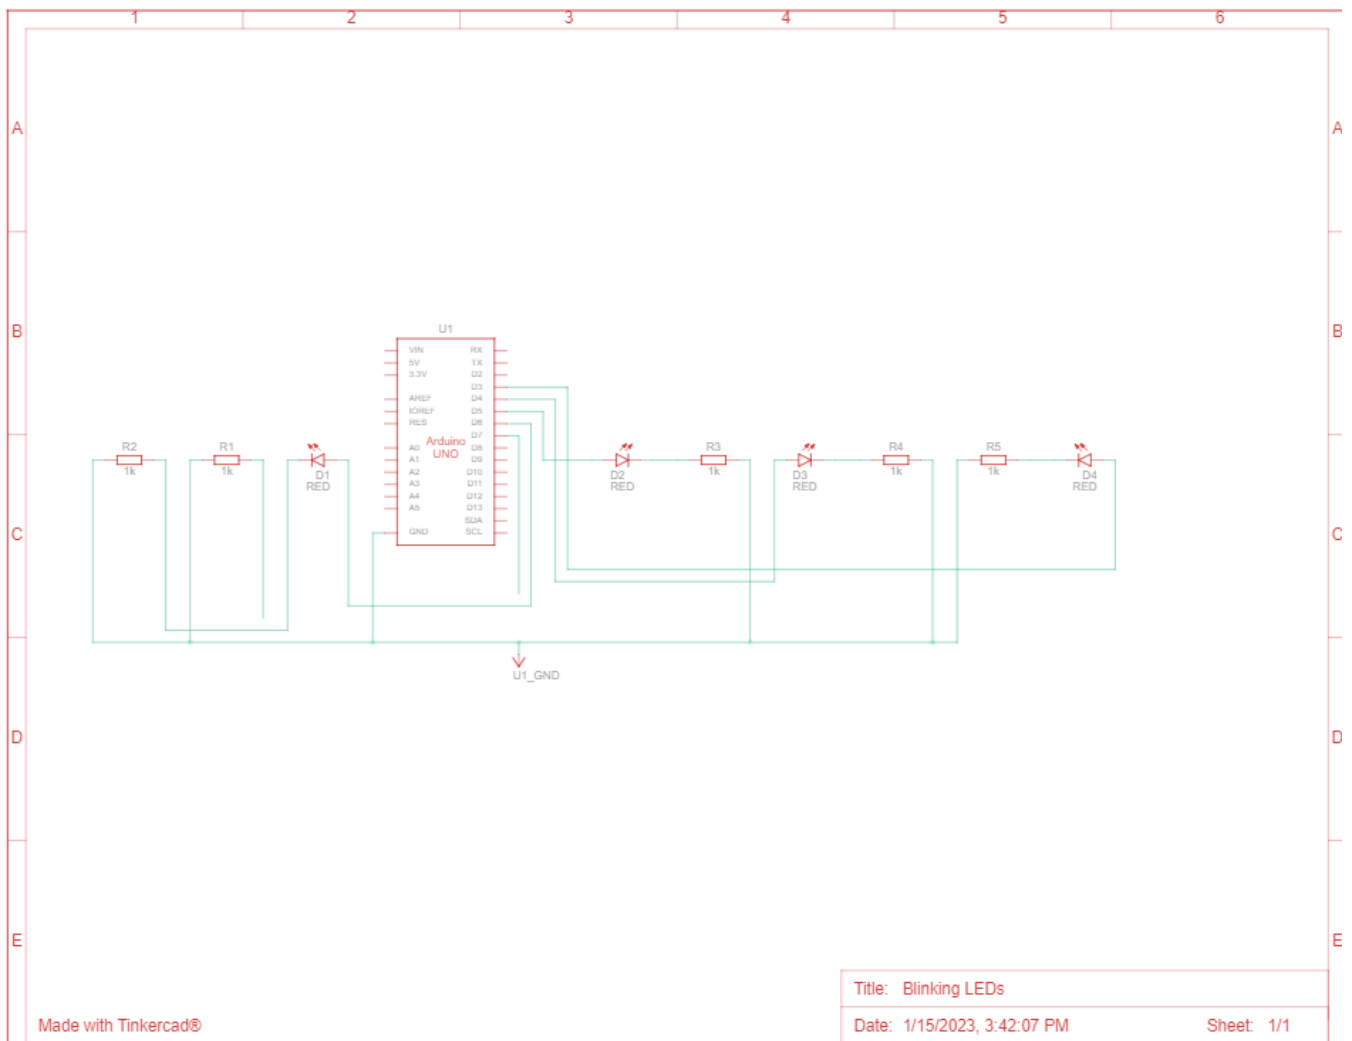 1 2 3 4 5 6
A A
B B
U1
VIN RX
5V TX
3.3V D2
D3
AREF D4
IOREF D5
RES D6
D7
Arduino
UNO
A0 D8
A1 D9
A2 D10
A3 D11
A4 D12
A5 D13
SDA
GND SCL
R2 R1 R3 R4 R5
1k 1k 1k 1k 1k
D1 D2 D3 D4
RED RED RED RED
C C
U1_GND
D D
E E
Title: Blinking LEDs
Made with Tinkercad® Date: 1/15/2023, 3:42:07 PM Sheet: 1/1